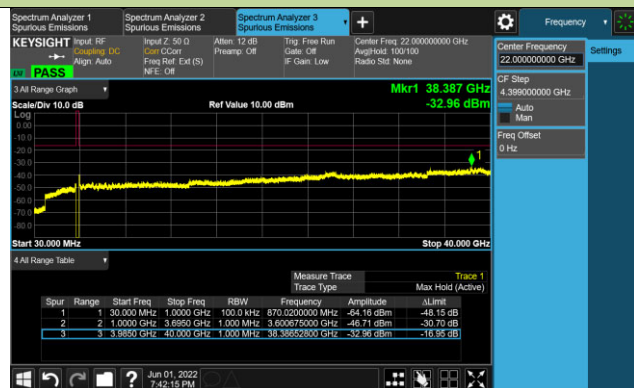 Spectrum Analyzer 1
Spurious Emissions
Spectrum Analyzer 2
Spurious Emissions
Spectrum Analyzer 3
Spurious Emissions
Frequency
KEYSIGHT
Input: RF
Coupling: DC
Align: Auto
Input Z: 50 Ω
Corr CCorr
Freq Ref: Ext (S)
NFE: Off
Atten: 12 dB
Preamp: Off
Trig: Free Run
Gate: Off
IF Gain: Low
Center Freq: 22.000000000 GHz
Avg|Hold: 100/100
Radio Std: None
PASS
Center Frequency
22.000000000 GHz
Settings
CF Step
4.399000000 GHz
Auto
Man
Freq Offset
0 Hz
3 All Range Graph
Mkr1 38.387 GHz
Scale/Div 10.0 dB
Ref Value 10.00 dBm
-32.96 dBm
Log
0.00
-10.0
-20.0
-30.0
-40.0
-50.0
-60.0
-70.0
-80.0
1
Start 30.000 MHz
Stop 40.000 GHz
4 All Range Table
Measure Trace Trace 1
Trace Type Max Hold (Active)
Spur Range Start Freq Stop Freq RBW Frequency Amplitude ΔLimit
1 1 30.000 MHz 1.0000 GHz 100.0 kHz 870.0200000 MHz -64.16 dBm -48.15 dB
2 2 1.0000 GHz 3.6950 GHz 1.000 MHz 3.600675000 GHz -46.71 dBm -30.70 dB
3 3 3.9850 GHz 40.000 GHz 1.000 MHz 38.38652800 GHz -32.96 dBm -16.95 dB
Jun 01, 2022
7:42:15 PM